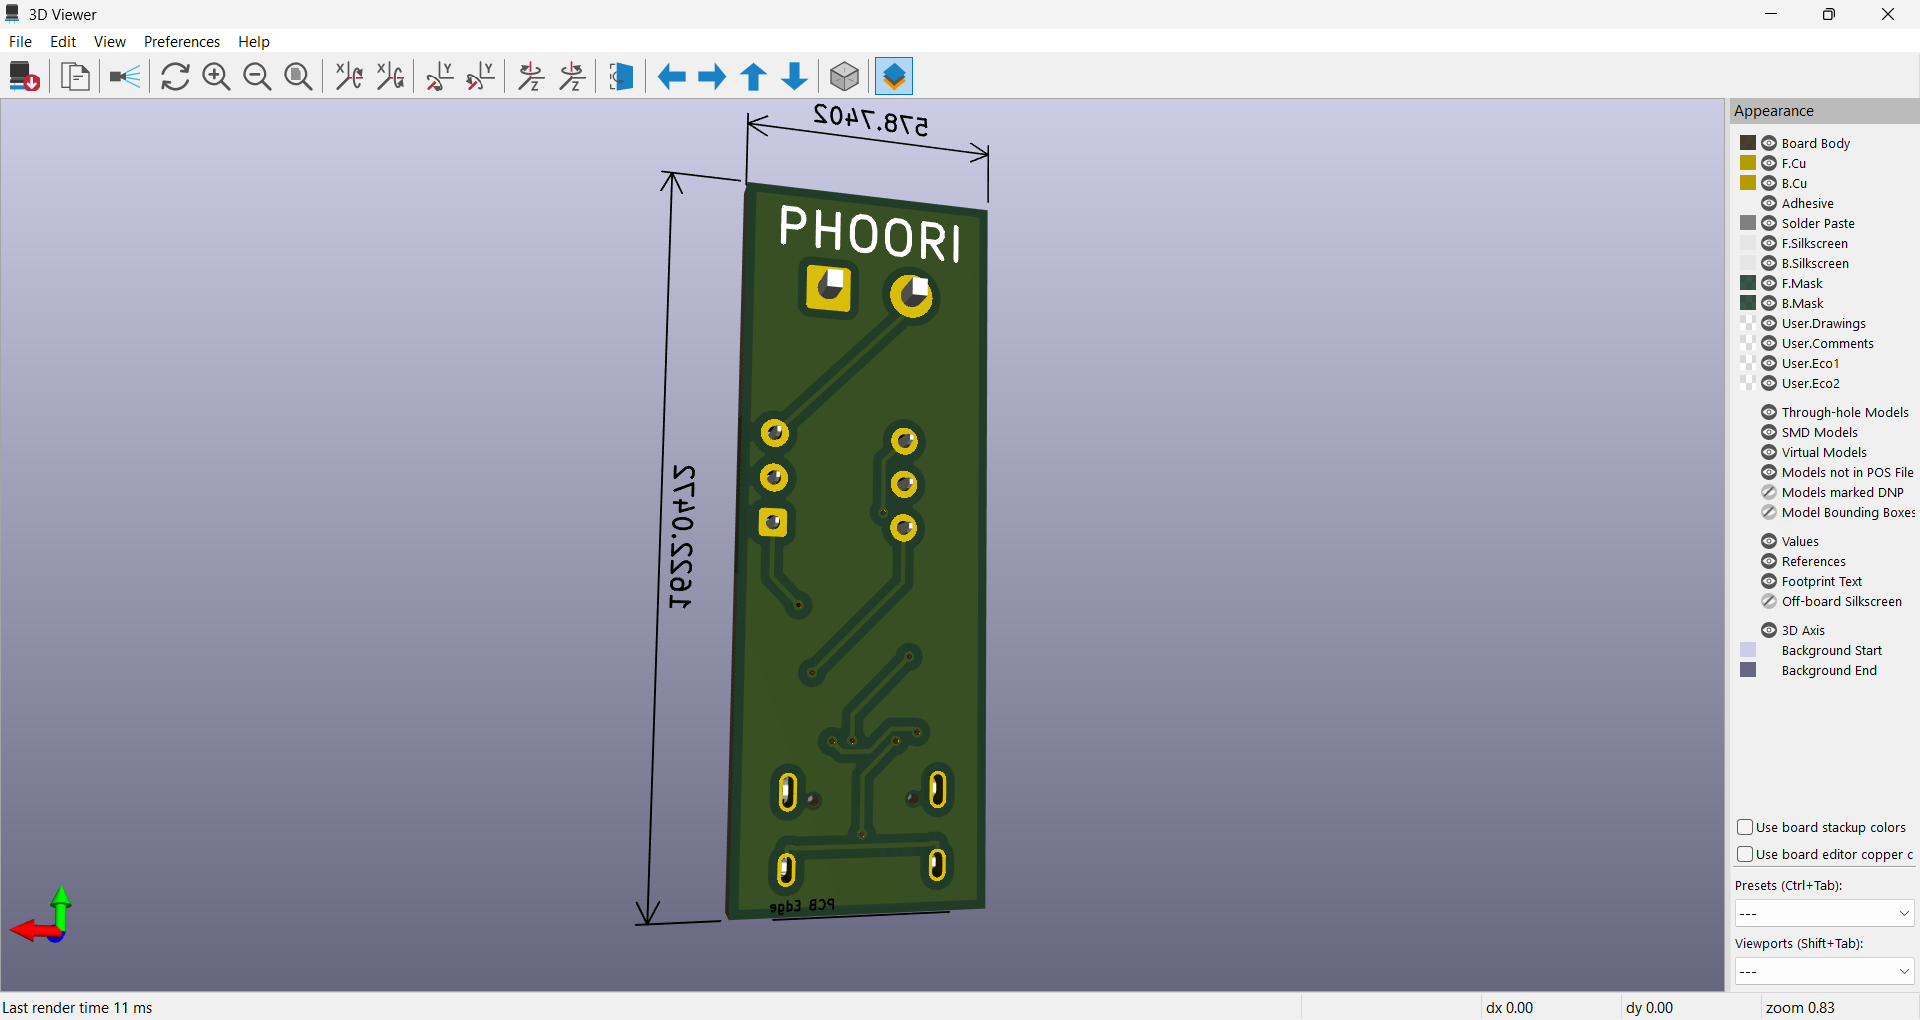 3D Viewer
File Edit View Preferences Help
Appearance
Board Body
F.Cu
B.Cu
Adhesive
Solder Paste
F.Silkscreen
B.Silkscreen
F.Mask
B.Mask
User.Drawings
User.Comments
User.Eco1
User.Eco2
Through-hole Models
SMD Models
Virtual Models
Models not in POS File
Models marked DNP
Model Bounding Boxes
Values
References
Footprint Text
Off-board Silkscreen
3D Axis
Background Start
Background End
Use board stackup colors
Use board editor copper c
Presets (Ctrl+Tab):
---
Viewports (Shift+Tab):
---
578.7402
1622.0472
PHOORI
PCB Edge
Last render time 11 ms
dx 0.00
dy 0.00
zoom 0.83